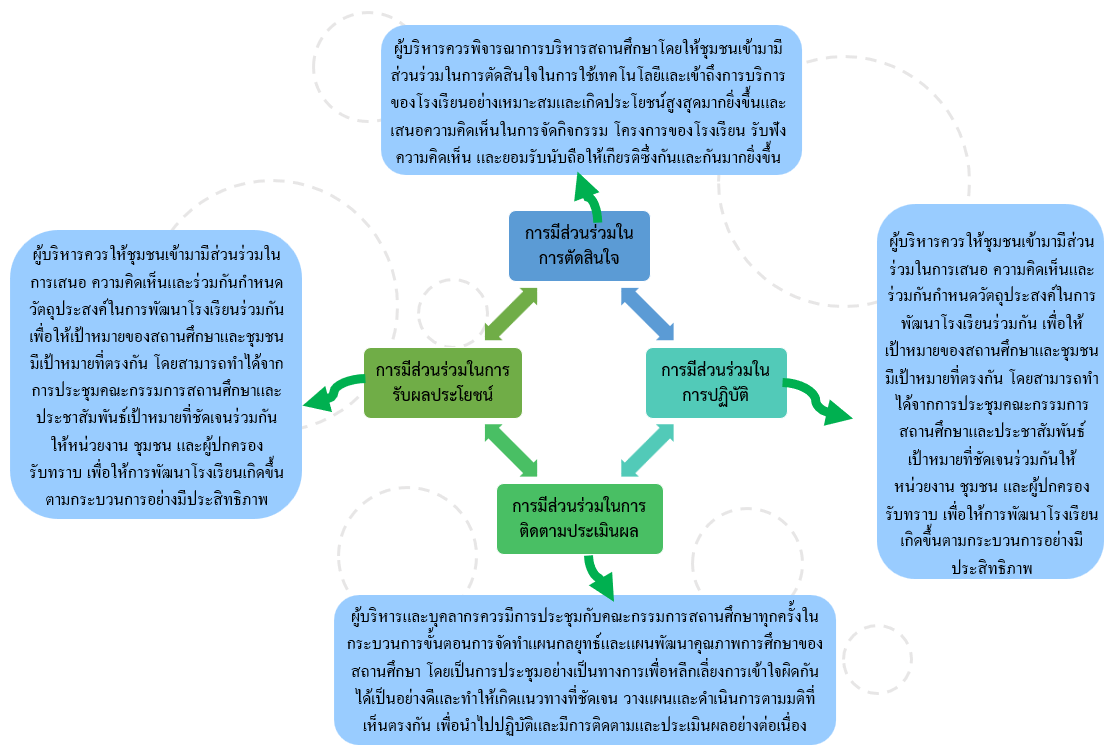 ผู้บริหารควรพิจารณาการบริหารสถานศึกษาโดยให้ชุมชนเข้ามามี
ส่วนร่วมในการตัดสินใจในการใช้เทคโนโลยีและเข้าถึงการบริการ
ของโรงเรียนอย่างเหมาะสมและเกิดประโยชน์สูงสุดมากยิ่งขึ้นและ
เสนอความคิดเห็นในการจัดกิจกรรม โครงการของโรงเรียน รับฟัง
ความคิดเห็น และยอมรับนับถือให้เกียรติซึ่งกันและกันมากยิ่งขึ้น
การมีส่วนร่วมใน
การตัดสินใจ
ผู้บริหารควรให้ชุมชนเข้ามามีส่วนร่วมใน
การเสนอ ความคิดเห็นและร่วมกันกำหนด
วัตถุประสงค์ในการพัฒนาโรงเรียนร่วมกัน
เพื่อให้เป้าหมายของสถานศึกษาและชุมชน
มีเป้าหมายที่ตรงกัน โดยสามารถทำได้จาก
การประชุมคณะกรรมการสถานศึกษาและ
ประชาสัมพันธ์เป้าหมายที่ชัดเจนร่วมกัน
ให้หน่วยงาน ชุมชน และผู้ปกครอง
รับทราบ เพื่อให้การพัฒนาโรงเรียนเกิดขึ้น
ตามกระบวนการอย่างมีประสิทธิภาพ
การมีส่วนร่วมในการ
รับผลประโยชน์
การมีส่วนร่วมใน
การปฏิบัติ
ผู้บริหารควรให้ชุมชนเข้ามามีส่วน
ร่วมในการเสนอ ความคิดเห็นและ
ร่วมกันกำหนดวัตถุประสงค์ในการ
พัฒนาโรงเรียนร่วมกัน เพื่อให้
เป้าหมายของสถานศึกษาและชุมชน
มีเป้าหมายที่ตรงกัน โดยสามารถทำ
ได้จากการประชุมคณะกรรมการ
สถานศึกษาและประชาสัมพันธ์
เป้าหมายที่ชัดเจนร่วมกันให้
หน่วยงาน ชุมชน และผู้ปกครอง
รับทราบ เพื่อให้การพัฒนาโรงเรียน
เกิดขึ้นตามกระบวนการอย่างมี
ประสิทธิภาพ
การมีส่วนร่วมในการ
ติดตามประเมินผล
ผู้บริหารและบุคลากรควรมีการประชุมกับคณะกรรมการสถานศึกษาทุกครั้งใน
กระบวนการขั้นตอนการจัดทำแผนกลยุทธ์และแผนพัฒนาคุณภาพการศึกษาของ
สถานศึกษา โดยเป็นการประชุมอย่างเป็นทางการเพื่อหลีกเลี่ยงการเข้าใจผิดกัน
ได้เป็นอย่างดีและทำให้เกิดแนวทางที่ชัดเจน วางแผนและดำเนินการตามมติที่
เห็นตรงกัน เพื่อนำไปปฏิบัติและมีการติดตามและประเมินผลอย่างต่อเนื่อง